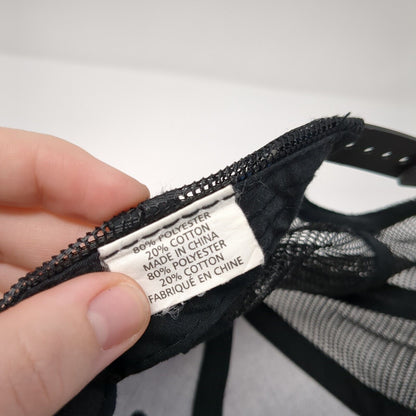 80% POLYESTER
20% COTTON
MADE IN CHINA
80% POLYESTER
20% COTTON
FABRIQUÉ EN CHINE